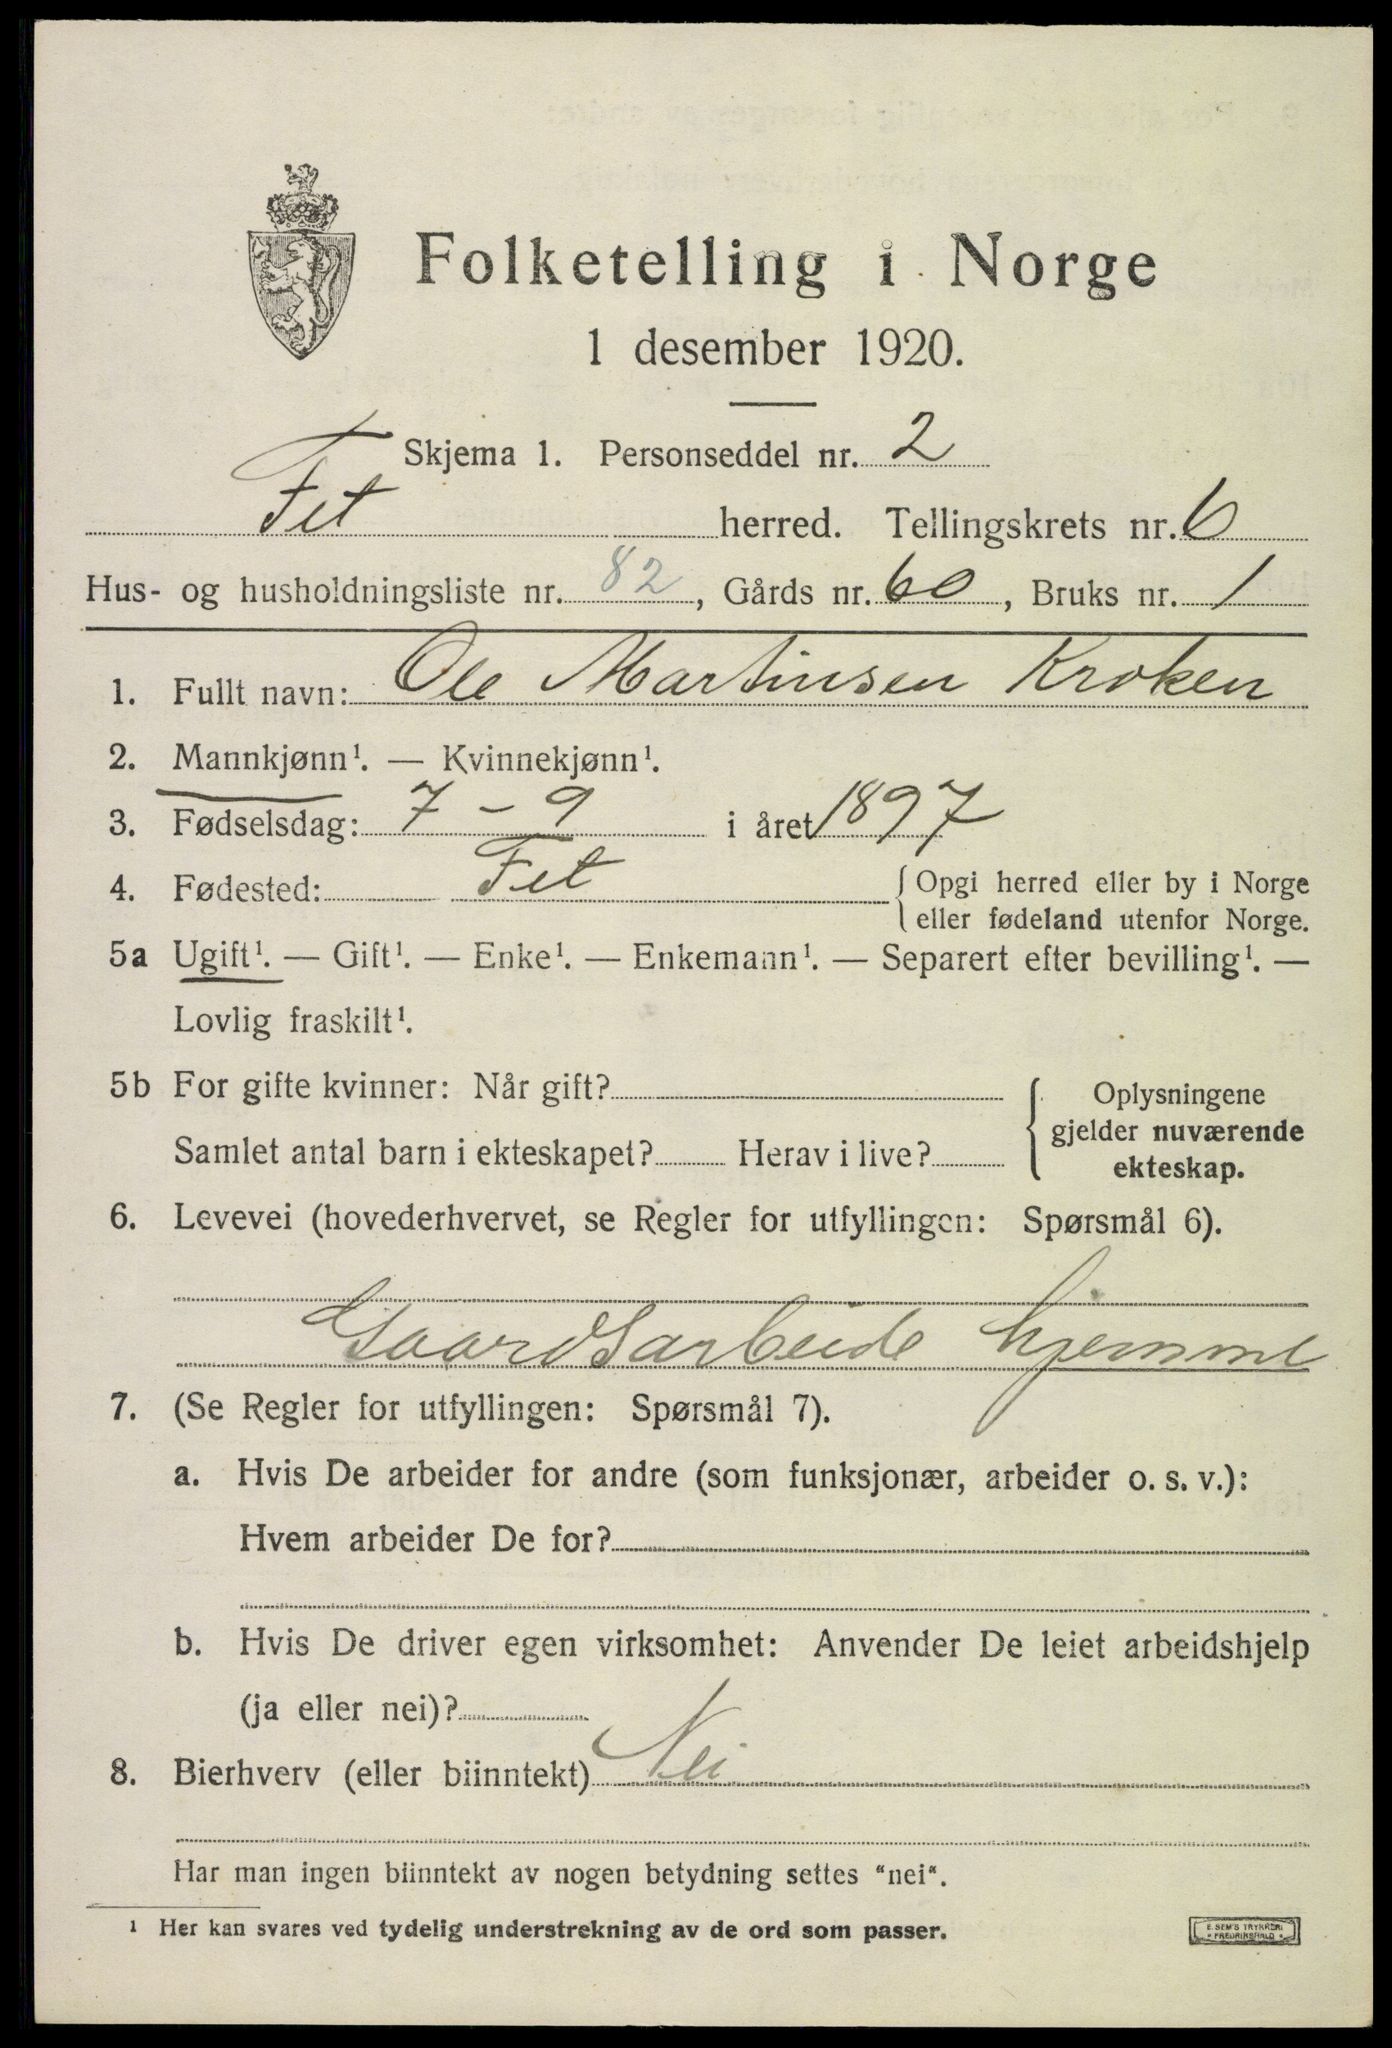 Folketelling i Norge
1 desember 1920.
Skjema 1. Personseddel nr. 2
Fet herred. Tellingskrets nr. 6
Hus- og husholdningsliste nr. 82, Gårds nr. 60, Bruks nr. 1
1. Fullt navn: Ole Martinsen Kroken
2. Mannkjønn¹. — Kvinnekjønn¹.
3. Fødselsdag: 7 - 9 i året 1897
4. Fødested: Fet {Opgi herred eller by i Norge
eller fødeland utenfor Norge.
5a Ugift¹. — Gift¹. — Enke¹. — Enkemann¹. — Separert efter bevilling¹. —
Lovlig fraskilt¹.
5b For gifte kvinner: Når gift?
Samlet antal barn i ekteskapet? Herav i live?
{ Oplysningene
gjelder nuværende
ekteskap.
6. Levevei (hovederhvervet, se Regler for utfyllingen: Spørsmål 6).
Gaardsarbeide hjemme
7. (Se Regler for utfyllingen: Spørsmål 7).
a. Hvis De arbeider for andre (som funksjonær, arbeider o. s. v.):
Hvem arbeider De for?
b. Hvis De driver egen virksomhet: Anvender De leiet arbeidshjelp
(ja eller nei)?
8. Bierhverv (eller biinntekt) Nei
Har man ingen biinntekt av nogen betydning settes "nei".
¹ Her kan svares ved tydelig understrekning av de ord som passer.
E. SEM'S TRYKKERI
FREDRIKSHALD